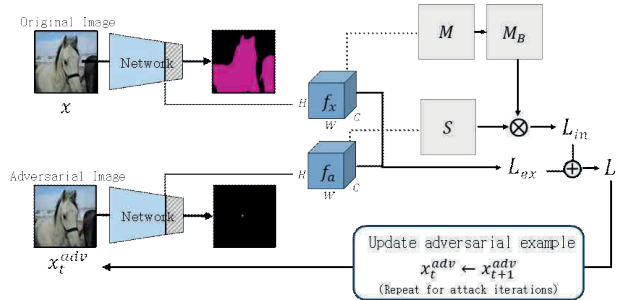 Original Image
Network
x
H
f_x
W
C
M
M_B
S
⊗
L_in
L_ex
⊕
L
Adversarial Image
Network
x_t^adv
H
f_a
W
C
Update adversarial example
x_t^adv ← x_{t+1}^adv
(Repeat for attack iterations)